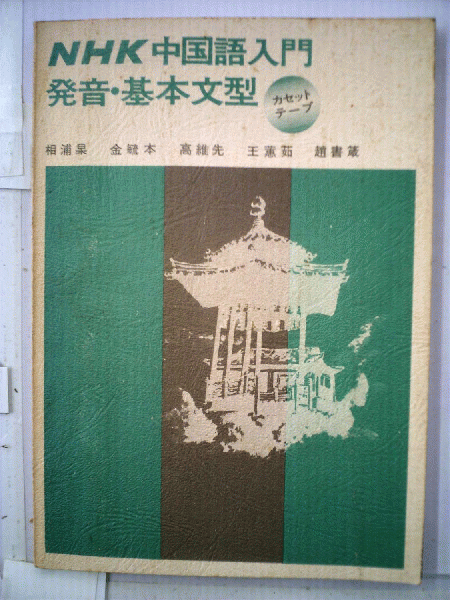 NHK中国語入門
発音・基本文型
カセット
テープ
相浦杲 金毓本 高維先 王蕙茹 趙書箴